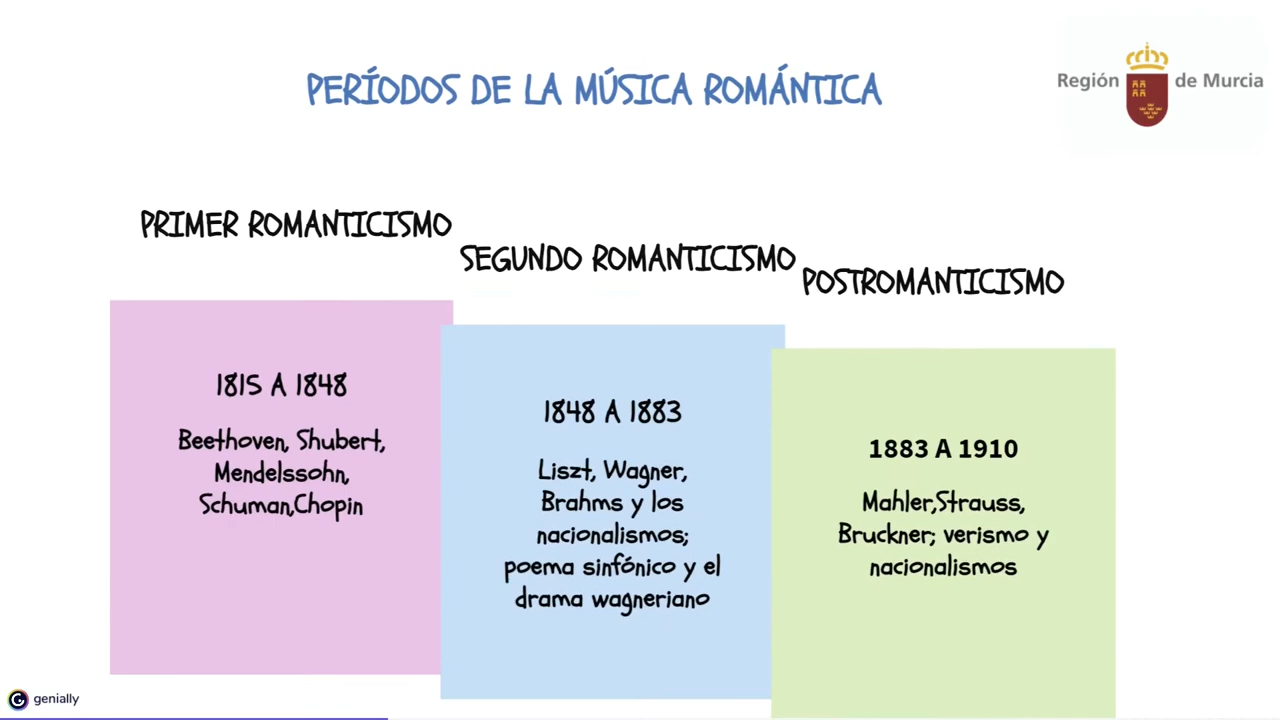 PERÍODOS DE LA MÚSICA ROMÁNTICA
Región de Murcia
PRIMER ROMANTICISMO
1815 A 1848
Beethoven, Shubert,
Mendelssohn,
Schuman,Chopin
SEGUNDO ROMANTICISMO
1848 A 1883
Liszt, Wagner,
Brahms y los
nacionalismos;
poema sinfónico y el
drama wagneriano
POSTROMANTICISMO
1883 A 1910
Mahler,Strauss,
Bruckner; verismo y
nacionalismos
genially